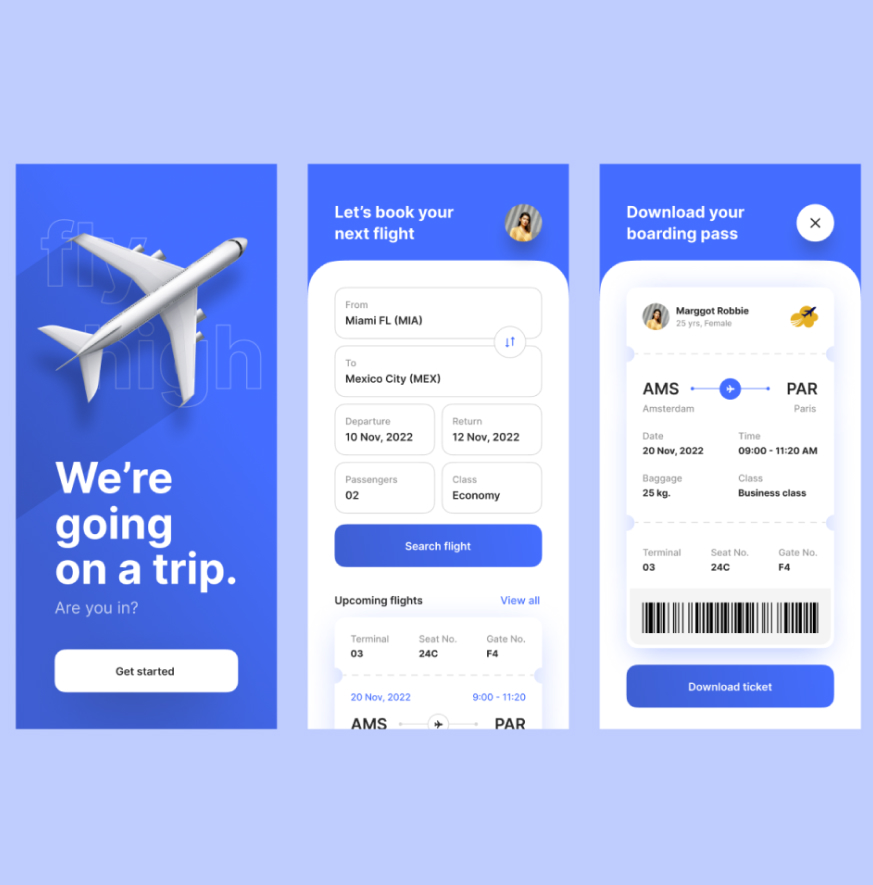 fly
high
We're
going
on a trip.
Are you in?
Get started
Let's book your
next flight
From
Miami FL (MIA)
To
Mexico City (MEX)
Departure
10 Nov, 2022
Return
12 Nov, 2022
Passengers
02
Class
Economy
Search flight
Upcoming flights View all
Terminal Seat No. Gate No.
03 24C F4
20 Nov, 2022 9:00 - 11:20
AMS PAR
Download your
boarding pass
Marggot Robbie
25 yrs, Female
AMS PAR
Amsterdam Paris
Date Time
20 Nov, 2022 09:00 - 11:20 AM
Baggage Class
25 kg. Business class
Terminal Seat No. Gate No.
03 24C F4
Download ticket